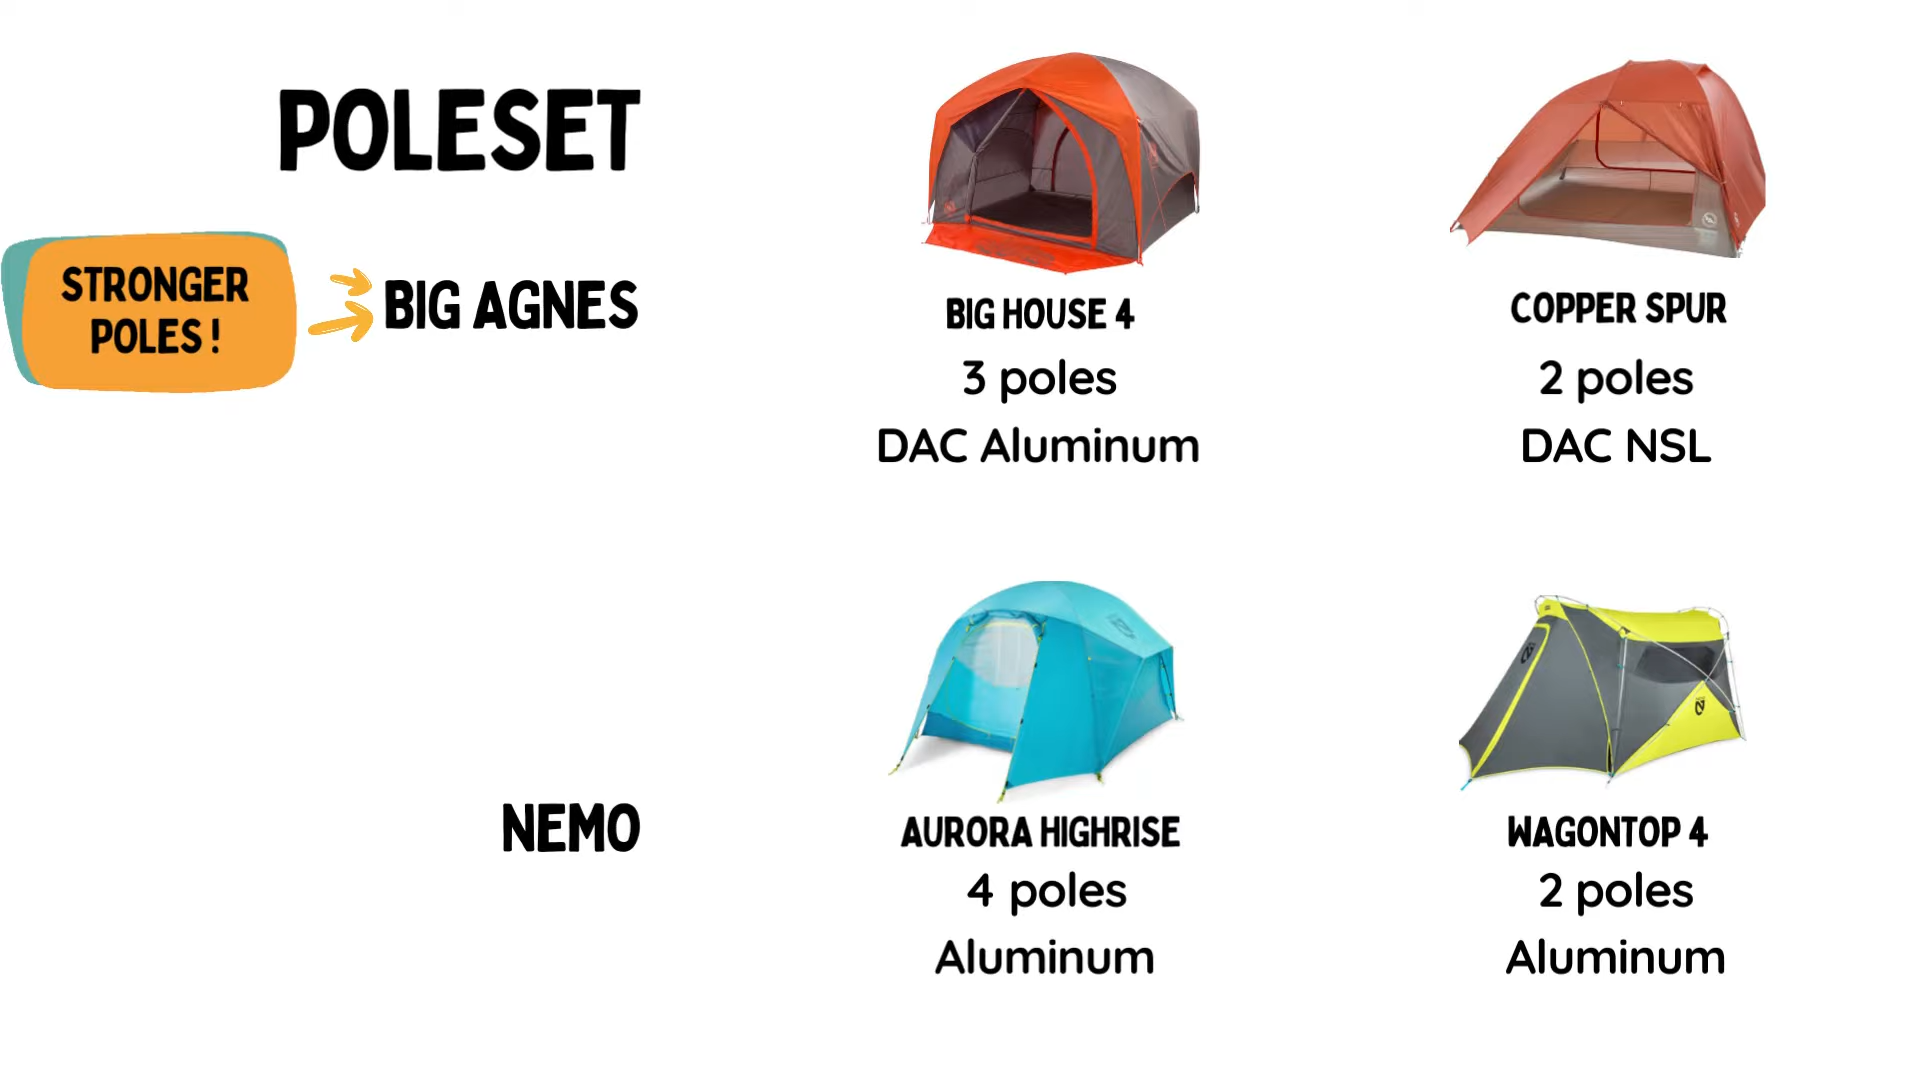 POLESET
STRONGER
POLES !
BIG AGNES
BIG HOUSE 4
3 poles
DAC Aluminum
COPPER SPUR
2 poles
DAC NSL
NEMO
AURORA HIGHRISE
4 poles
Aluminum
WAGONTOP 4
2 poles
Aluminum